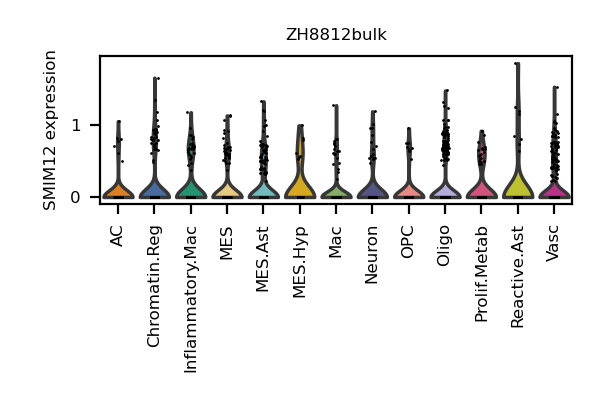 ZH8812bulk
SMIM12 expression
1
0
AC
Chromatin.Reg
Inflammatory.Mac
MES
MES.Ast
MES.Hyp
Mac
Neuron
OPC
Oligo
Prolif.Metab
Reactive.Ast
Vasc